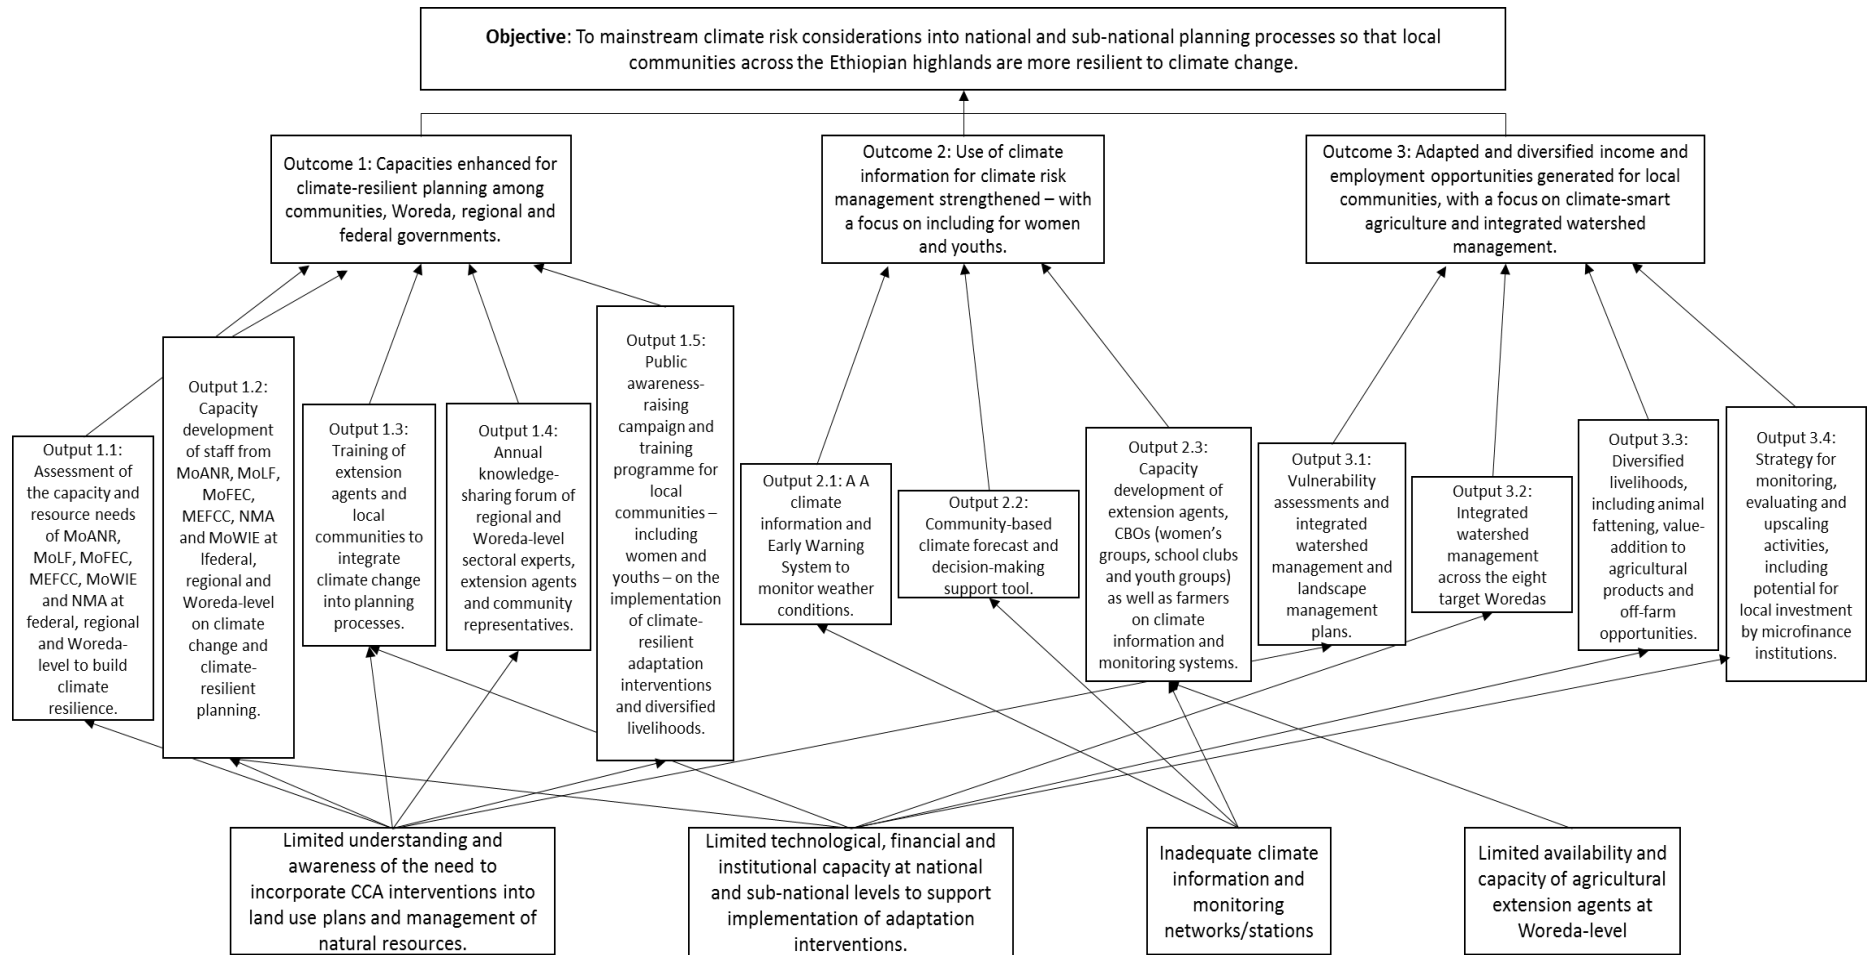 Objective: To mainstream climate risk considerations into national and sub-national planning processes so that local
communities across the Ethiopian highlands are more resilient to climate change.
Outcome 1: Capacities enhanced for
climate-resilient planning among
communities, Woreda, regional and
federal governments.
Outcome 2: Use of climate
information for climate risk
management strengthened – with
a focus on including for women
and youths.
Outcome 3: Adapted and diversified income and
employment opportunities generated for local
communities, with a focus on climate-smart
agriculture and integrated watershed
management.
Output 1.1:
Assessment of
the capacity and
resource needs
of MoANR,
MoLF, MoFEC,
MEFCC, MoWIE
and NMA at
federal, regional
and Woreda-
level to build
climate
resilience.
Output 1.2:
Capacity
development
of staff from
MoANR, MoLF,
MoFEC,
MEFCC, NMA
and MoWIE at
lfederal,
regional and
Woreda-level
on climate
change and
climate-
resilient
planning.
Output 1.3:
Training of
extension
agents and
local
communities to
integrate
climate change
into planning
processes.
Output 1.4:
Annual
knowledge-
sharing forum of
regional and
Woreda-level
sectoral experts,
extension agents
and community
representatives.
Output 1.5:
Public
awareness-
raising
campaign and
training
programme for
local
communities –
including
women and
youths – on the
implementation
of climate-
resilient
adaptation
interventions
and diversified
livelihoods.
Output 2.1: A A
climate
information and
Early Warning
System to
monitor weather
conditions.
Output 2.2:
Community-based
climate forecast and
decision-making
support tool.
Output 2.3:
Capacity
development of
extension agents,
CBOs (women's
groups, school clubs
and youth groups)
as well as farmers
on climate
information and
monitoring systems.
Output 3.1:
Vulnerability
assessments and
integrated
watershed
management and
landscape
management
plans.
Output 3.2:
Integrated
watershed
management
across the eight
target Woredas
Output 3.3:
Diversified
livelihoods,
including animal
fattening, value-
addition to
agricultural
products and
off-farm
opportunities.
Output 3.4:
Strategy for
monitoring,
evaluating and
upscaling
activities,
including
potential for
local investment
by microfinance
institutions.
Limited understanding and
awareness of the need to
incorporate CCA interventions into
land use plans and management of
natural resources.
Limited technological, financial and
institutional capacity at national
and sub-national levels to support
implementation of adaptation
interventions.
Inadequate climate
information and
monitoring
networks/stations
Limited availability and
capacity of agricultural
extension agents at
Woreda-level